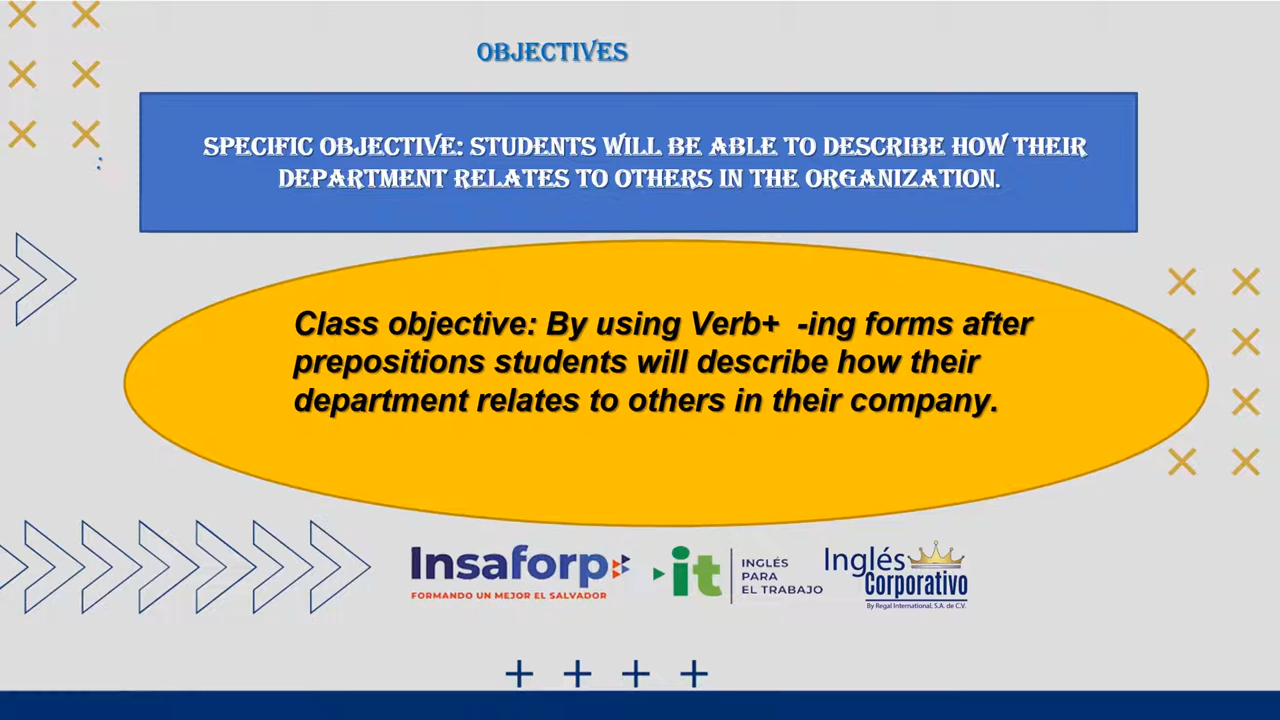 OBJECTIVES
SPECIFIC OBJECTIVE: STUDENTS WILL BE ABLE TO DESCRIBE HOW THEIR
DEPARTMENT RELATES TO OTHERS IN THE ORGANIZATION.
:
Class objective: By using Verb+ -ing forms after
prepositions students will describe how their
department relates to others in their company.
Insaforp
FORMANDO UN MEJOR EL SALVADOR
it
INGLÉS
PARA
EL TRABAJO
Inglés
Corporativo
By Regal International, S.A. de C.V.